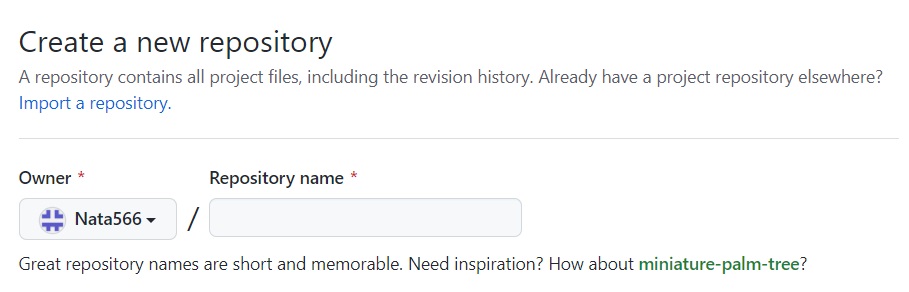 Create a new repository
A repository contains all project files, including the revision history. Already have a project repository elsewhere?
Import a repository.
Owner * Repository name *
Nata566 /
Great repository names are short and memorable. Need inspiration? How about miniature-palm-tree?